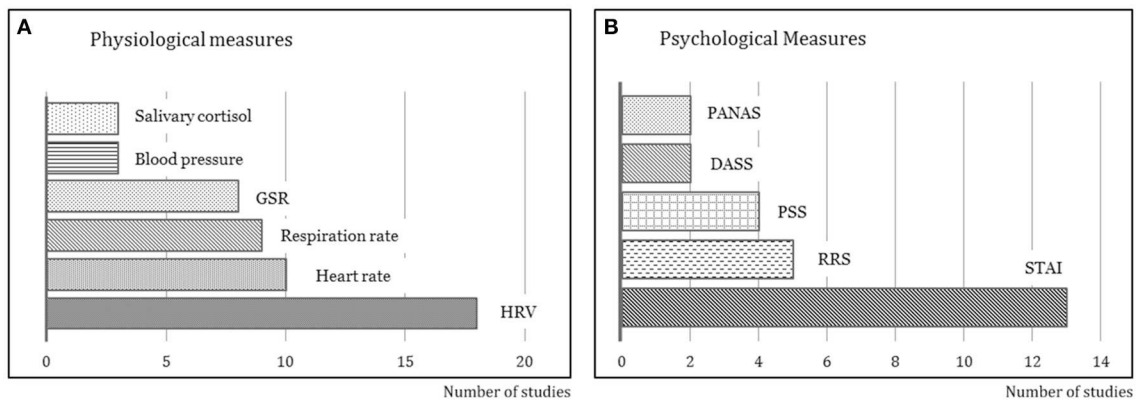 A
Physiological measures
Salivary cortisol
Blood pressure
GSR
Respiration rate
Heart rate
HRV
0 5 10 15 20
Number of studies
B
Psychological Measures
PANAS
DASS
PSS
RRS
STAI
0 2 4 6 8 10 12 14
Number of studies